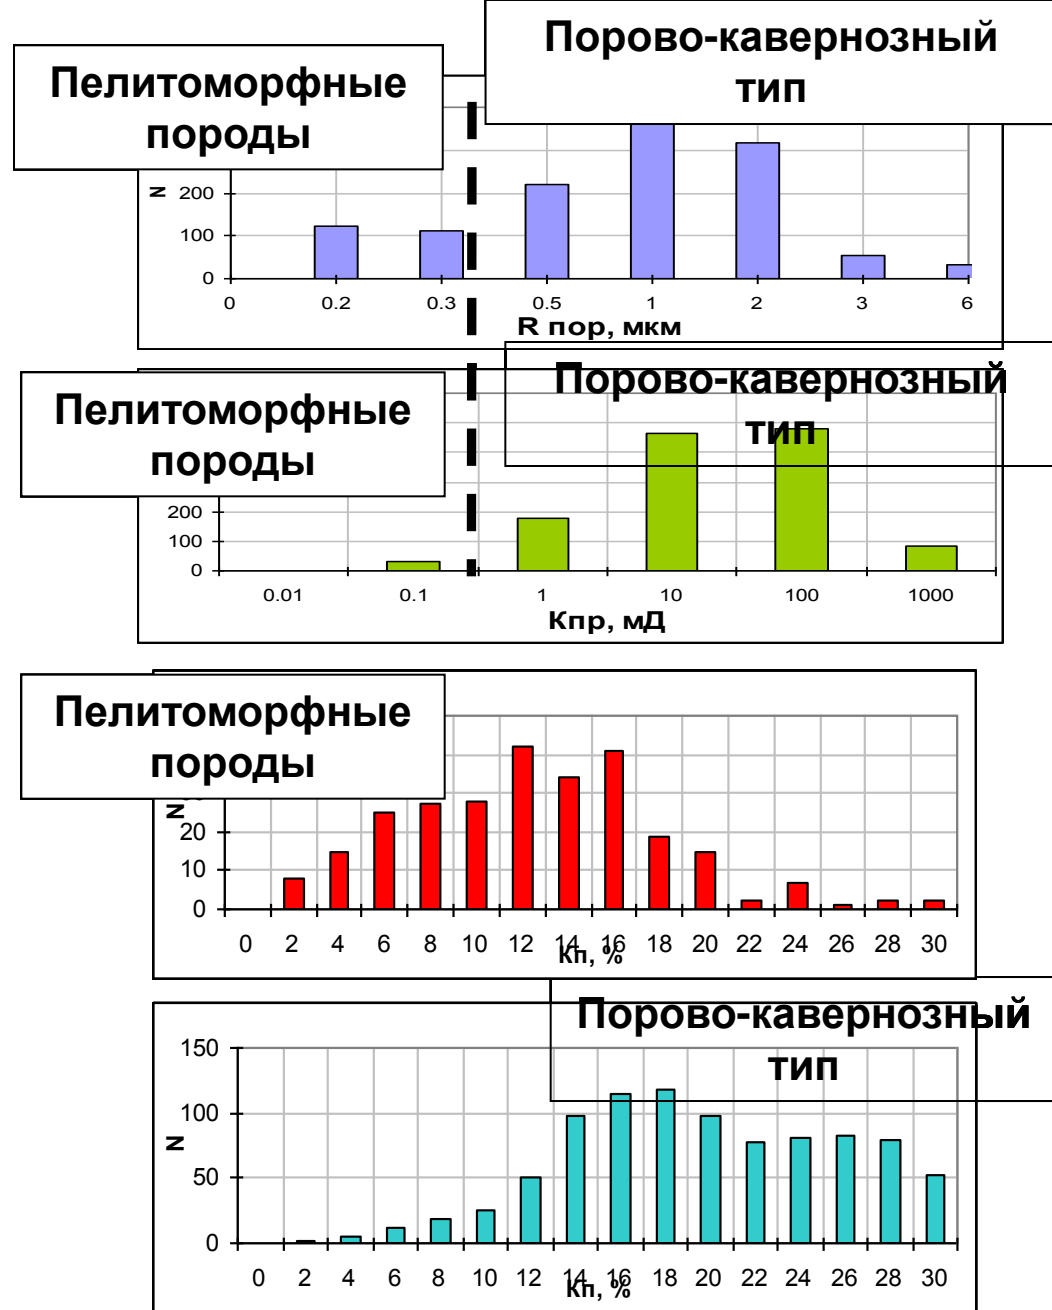 Порово-кавернозный
тип
Пелитоморфные
породы
N
200
100
0
0 0.2 0.3 0.5 1 2 3 6
R пор, мкм
Порово-кавернозный
тип
Пелитоморфные
породы
200
100
0
0.01 0.1 1 10 100 1000
Кпр, мД
Пелитоморфные
породы
N
20
10
0
0 2 4 6 8 10 12 14 16 18 20 22 24 26 28 30
Кп, %
Порово-кавернозный
тип
150
100
N
50
0
0 2 4 6 8 10 12 14 16 18 20 22 24 26 28 30
Кп, %